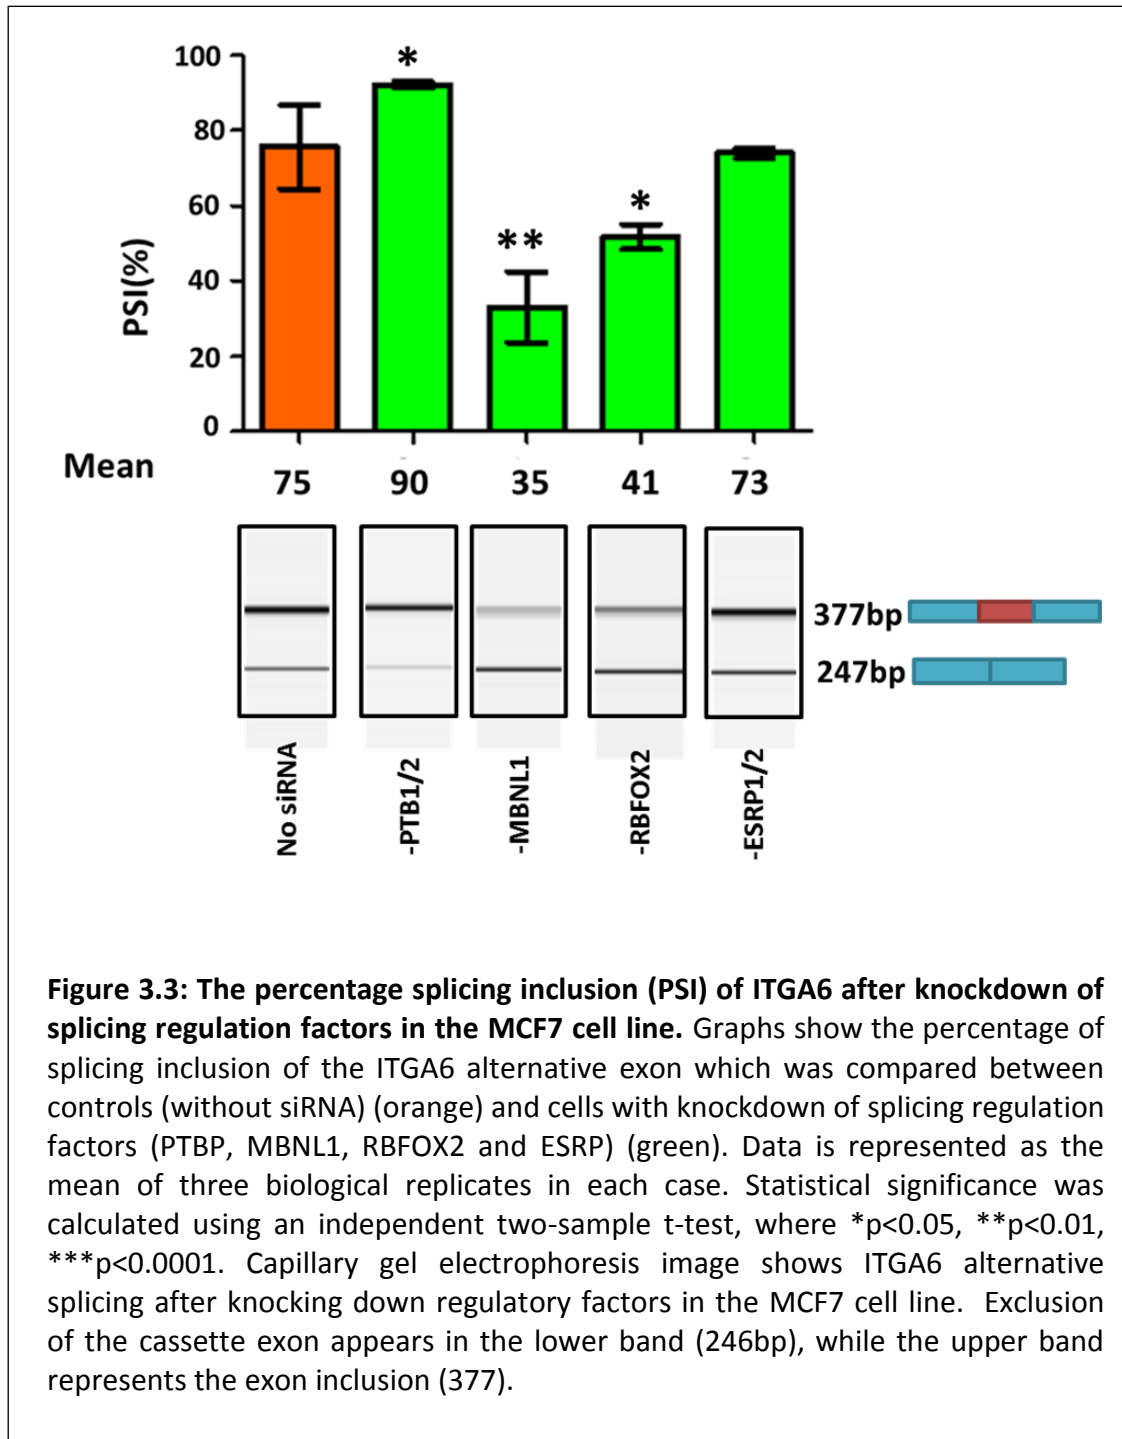 100
*
80
60
*
**
40
20
0
PSI(%)
Mean
75 90 35 41 73
377bp
247bp
No siRNA
-PTB1/2
-MBNL1
-RBFOX2
-ESRP1/2
Figure 3.3: The percentage splicing inclusion (PSI) of ITGA6 after knockdown of
splicing regulation factors in the MCF7 cell line. Graphs show the percentage of
splicing inclusion of the ITGA6 alternative exon which was compared between
controls (without siRNA) (orange) and cells with knockdown of splicing regulation
factors (PTBP, MBNL1, RBFOX2 and ESRP) (green). Data is represented as the
mean of three biological replicates in each case. Statistical significance was
calculated using an independent two-sample t-test, where *p<0.05, **p<0.01,
***p<0.0001. Capillary gel electrophoresis image shows ITGA6 alternative
splicing after knocking down regulatory factors in the MCF7 cell line. Exclusion
of the cassette exon appears in the lower band (246bp), while the upper band
represents the exon inclusion (377).